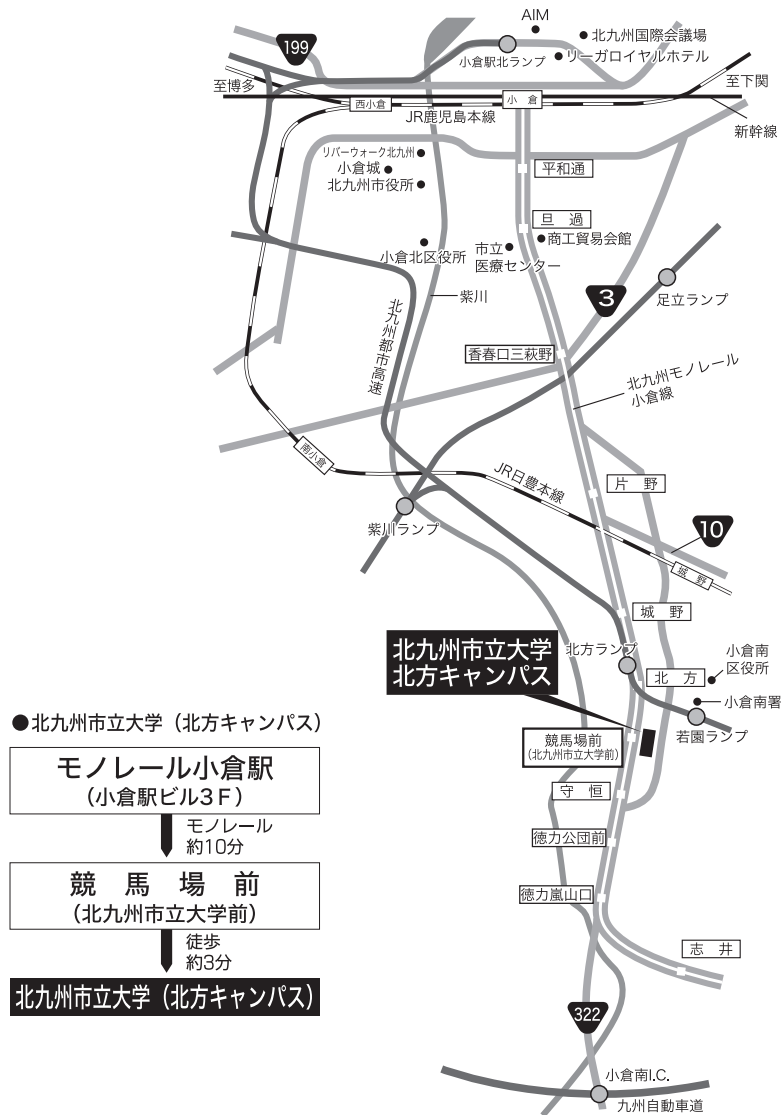 AIM
199
北九州国際会議場
小倉駅北ランプ
リーガロイヤルホテル
至博多
至下関
西小倉
小倉
JR鹿児島本線
新幹線
リバーウォーク北九州
小倉城
北九州市役所
平和通
旦過
商工貿易会館
小倉北区役所
市立
医療センター
紫川
3
足立ランプ
北九州都市高速
香春口三萩野
北九州モノレール
小倉線
南小倉
JR日豊本線
片野
紫川ランプ
10
城野
城野
北九州市立大学
北方キャンパス
北方ランプ
小倉南
区役所
北方
小倉南署
若園ランプ
競馬場前
(北九州市立大学前)
守恒
徳力公団前
徳力嵐山口
志井
322
小倉南I.C.
九州自動車道
●北九州市立大学（北方キャンパス）
モノレール小倉駅
（小倉駅ビル3F）
モノレール
約10分
競馬場前
（北九州市立大学前）
徒歩
約3分
北九州市立大学（北方キャンパス）